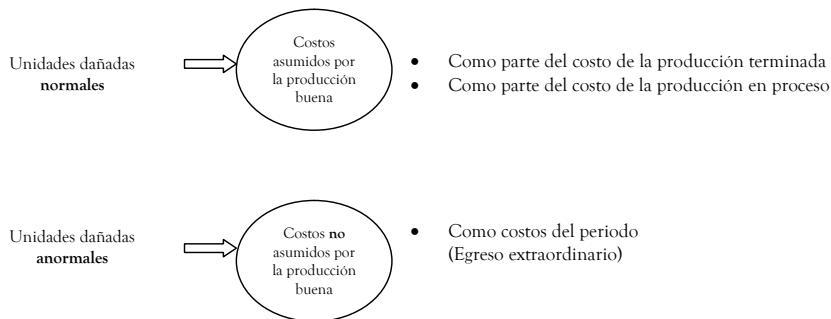 Unidades dañadas
normales
Costos
asumidos por
la producción
buena
• Como parte del costo de la producción terminada
• Como parte del costo de la producción en proceso
Unidades dañadas
anormales
Costos no
asumidos por
la producción
buena
• Como costos del periodo
(Egreso extraordinario)